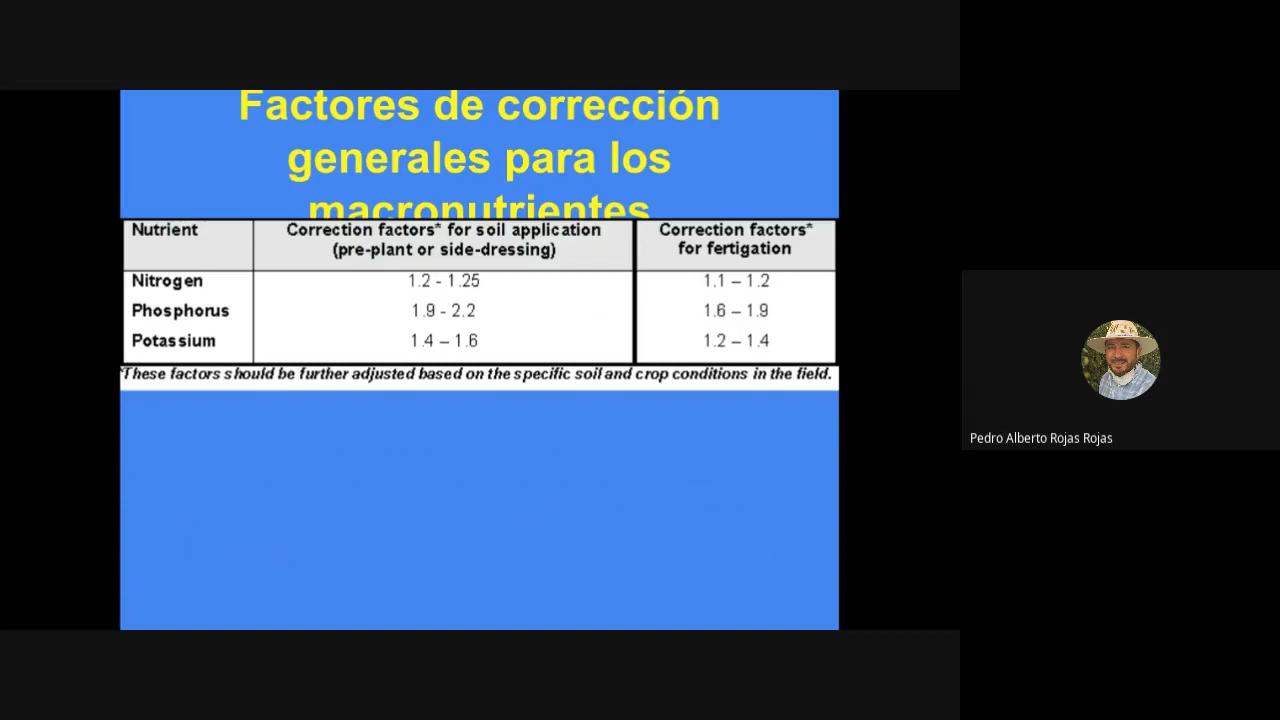 Factores de corrección
generales para los
macronutrientes
Nutrient
Correction factors* for soil application
(pre-plant or side-dressing)
Correction factors*
for fertigation
Nitrogen 1.2 - 1.25 1.1 – 1.2
Phosphorus 1.9 - 2.2 1.6 – 1.9
Potassium 1.4 – 1.6 1.2 – 1.4
*These factors should be further adjusted based on the specific soil and crop conditions in the field.
Pedro Alberto Rojas Rojas